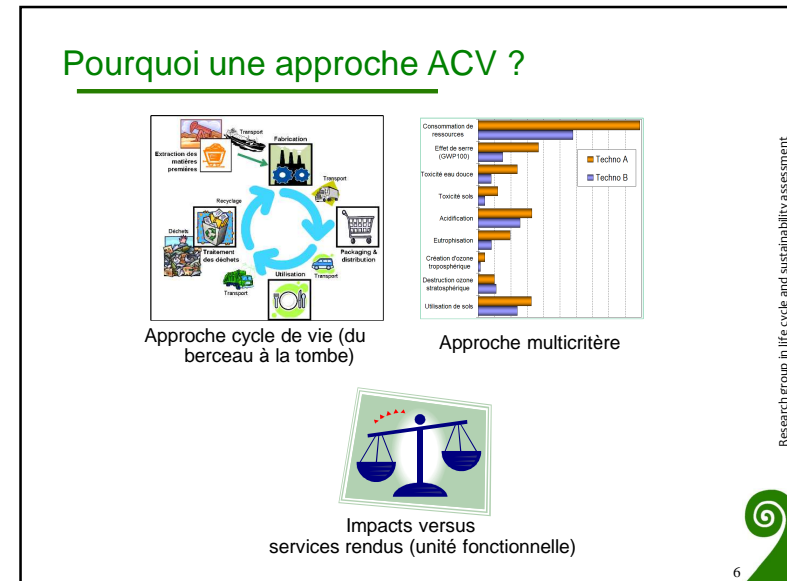 Pourquoi une approche ACV ?
Transport
Fabrication
Extraction des
matières
premières
Transport
Recyclage
Déchets
Traitement
des déchets
Packaging &
distribution
Utilisation
Transport
Transport
Approche cycle de vie (du
berceau à la tombe)
Consommation de
ressources
Effet de serre
(GWP100)
Toxicité eau douce
Toxicité sols
Acidification
Eutrophisation
Création d'ozone
troposphérique
Destruction ozone
stratosphérique
Utilisation de sols
Techno A
Techno B
Approche multicritère
Impacts versus
services rendus (unité fonctionnelle)
Research group in life cycle and sustainability assessment
6